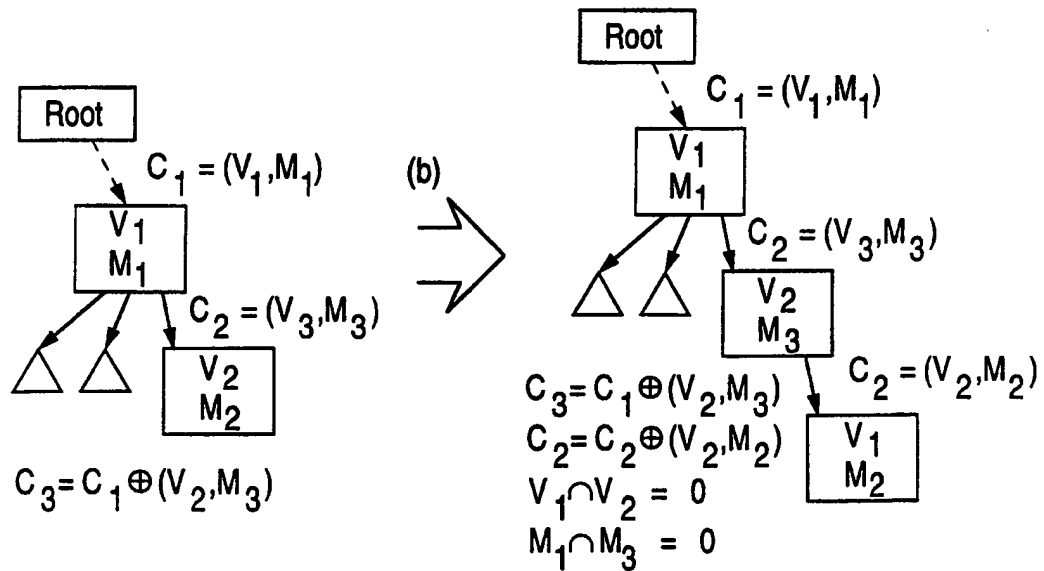 Root
C₁ = (V₁,M₁)
V₁
M₁
C₂ = (V₃,M₃)
V₂
M₂
C₃=C₁⊕(V₂,M₃)
(b)
Root
C₁ = (V₁,M₁)
V₁
M₁
C₂ = (V₃,M₃)
V₂
M₃
C₂ = (V₂,M₂)
V₁
M₂
C₃=C₁⊕(V₂,M₃)
C₂=C₂⊕(V₂,M₂)
V₁∩V₂ = 0
M₁∩M₃ = 0